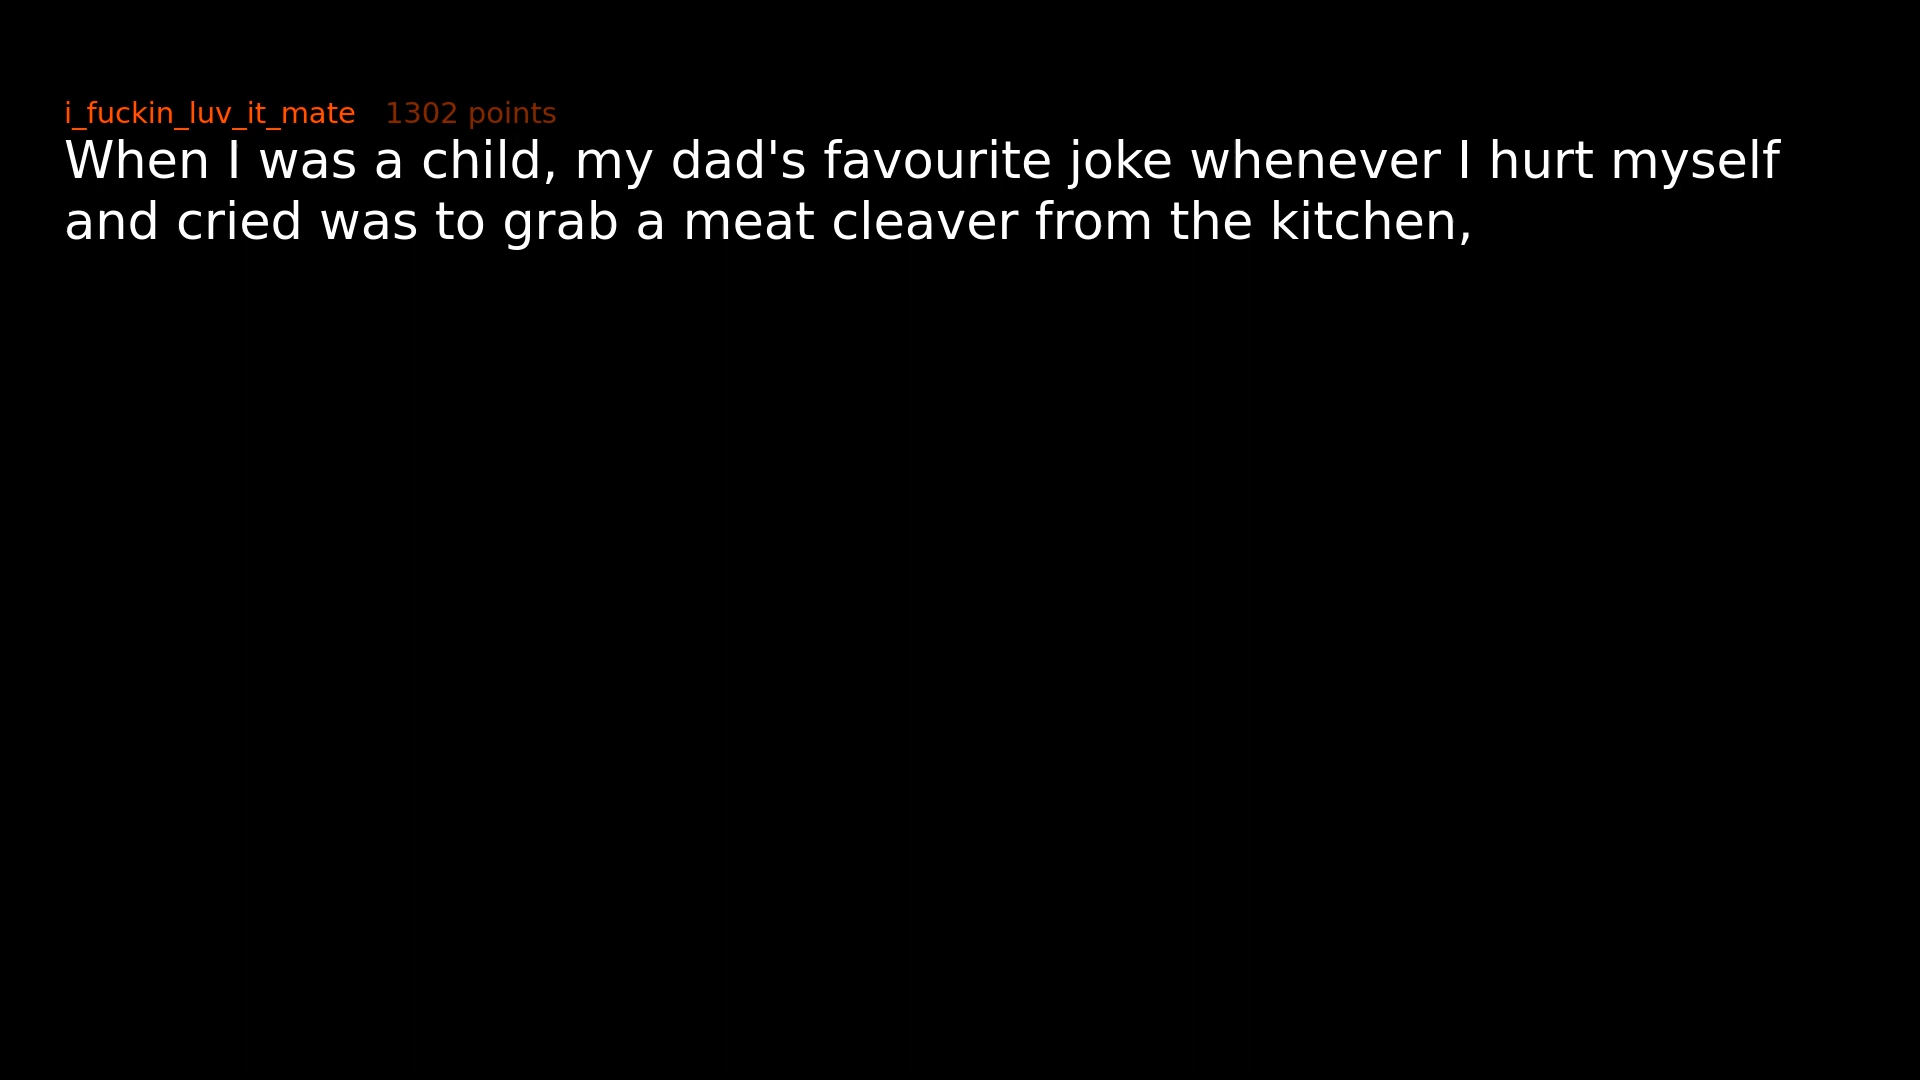 i_fuckin_luv_it_mate 1302 points
When I was a child, my dad's favourite joke whenever I hurt myself
and cried was to grab a meat cleaver from the kitchen,